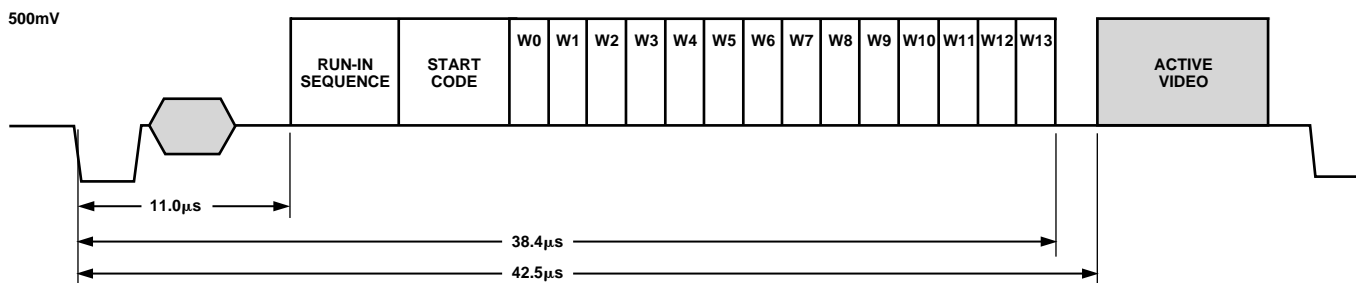 500mV
RUN-IN
SEQUENCE
START
CODE
W0 W1 W2 W3 W4 W5 W6 W7 W8 W9 W10 W11 W12 W13
ACTIVE
VIDEO
11.0μs
38.4μs
42.5μs